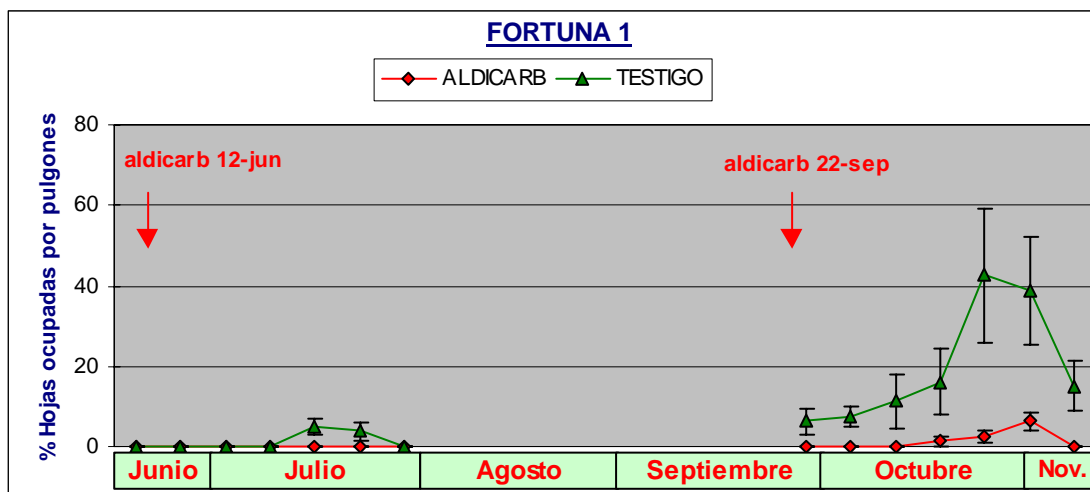 FORTUNA 1
ALDICARB TESTIGO
% Hojas ocupadas por pulgones
80
60
40
20
0
aldicarb 12-jun
aldicarb 22-sep
Junio Julio Agosto Septiembre Octubre Nov.